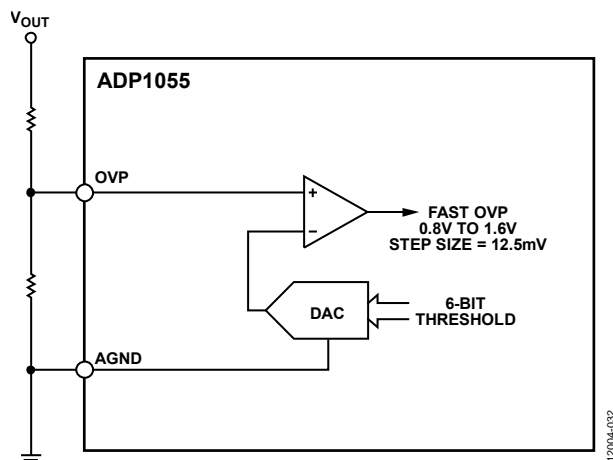 VOUT
ADP1055
OVP
+
−
FAST OVP
0.8V TO 1.6V
STEP SIZE = 12.5mV
DAC
6-BIT
THRESHOLD
AGND
12004-032